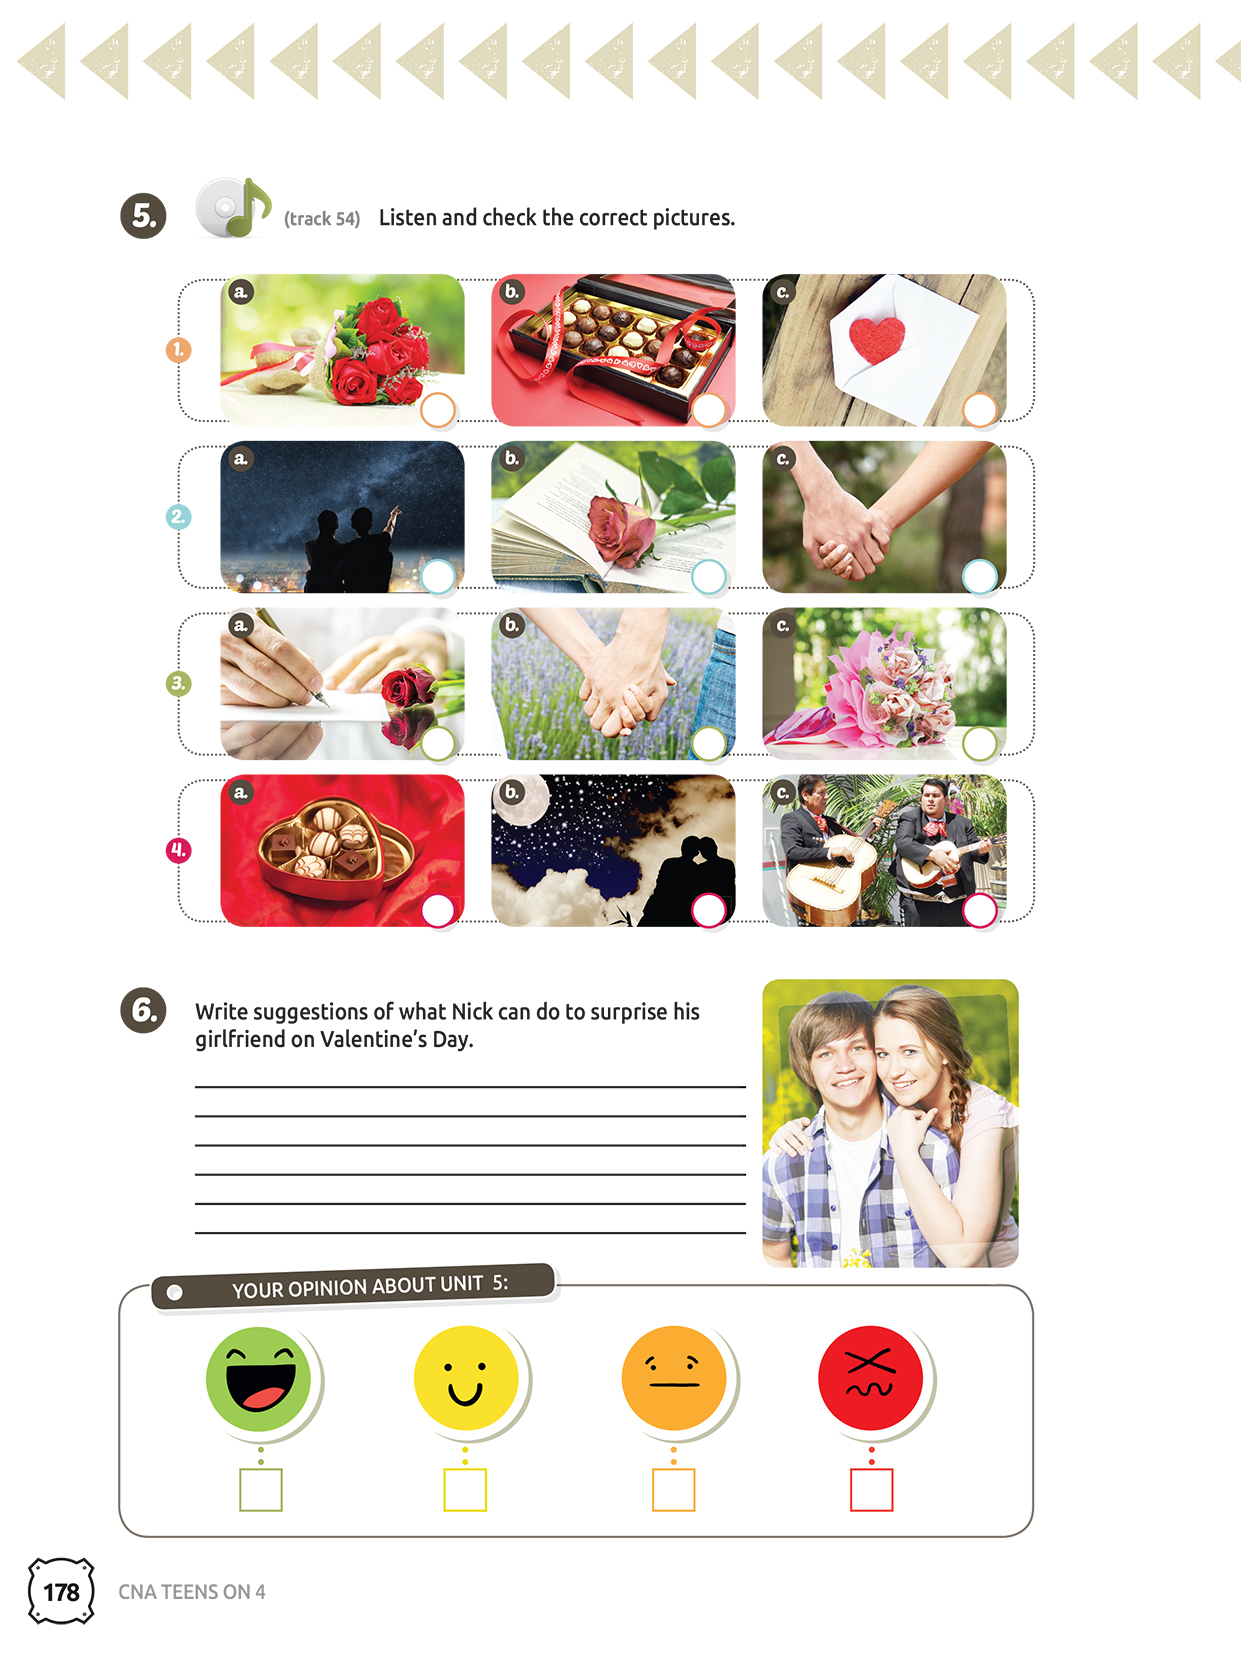 5. (track 54) Listen and check the correct pictures.
1. a. b. c.
2. a. b. c.
3. a. b. c.
4. a. b. c.
6. Write suggestions of what Nick can do to surprise his
girlfriend on Valentine's Day.
YOUR OPINION ABOUT UNIT 5:
178 CNA TEENS ON 4